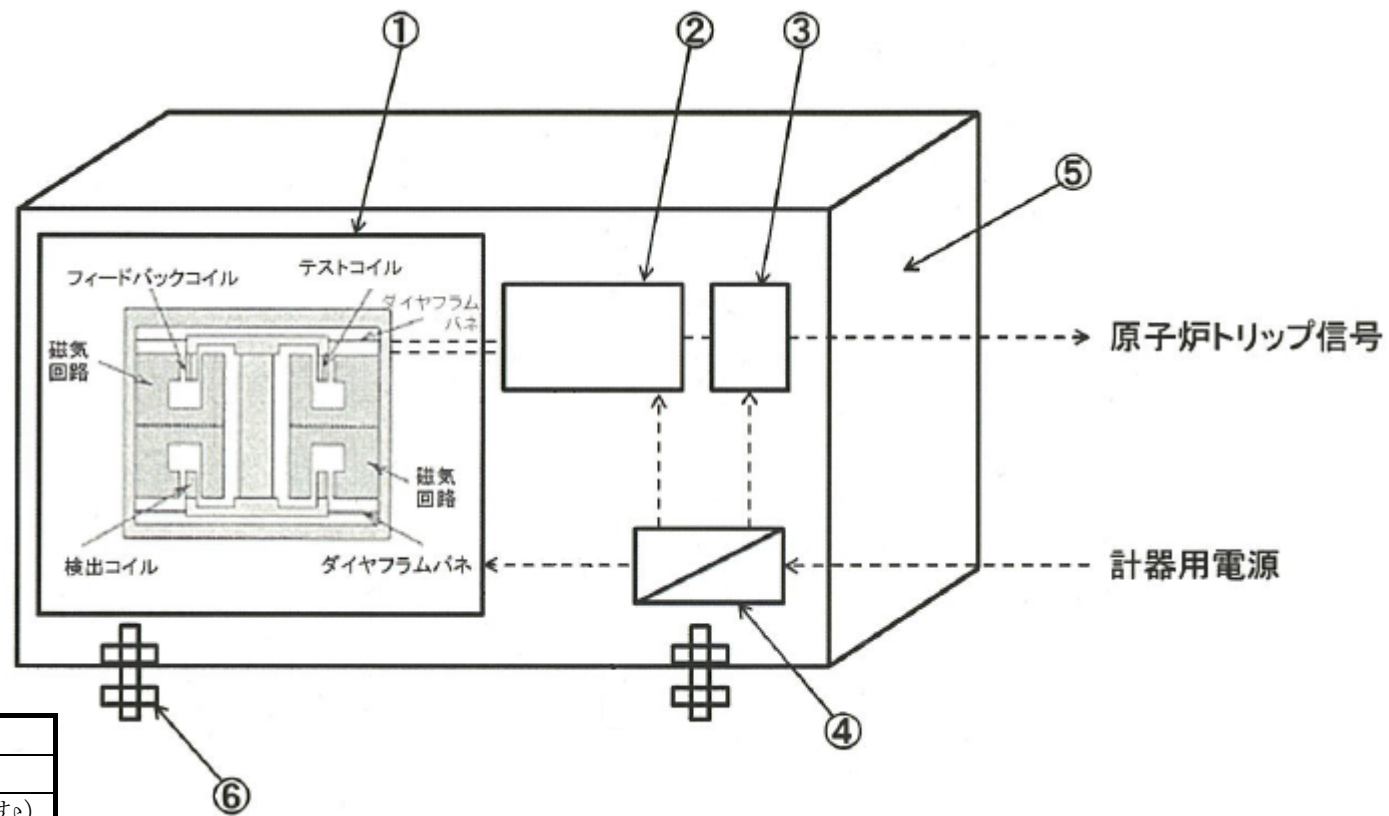 ①
②
③
⑤
フィードバックコイル
テストコイル
ダイヤフラム
バネ
磁気
回路
原子炉トリップ信号
磁気
回路
検出コイル
ダイヤフラムバネ
計器用電源
④
⑥